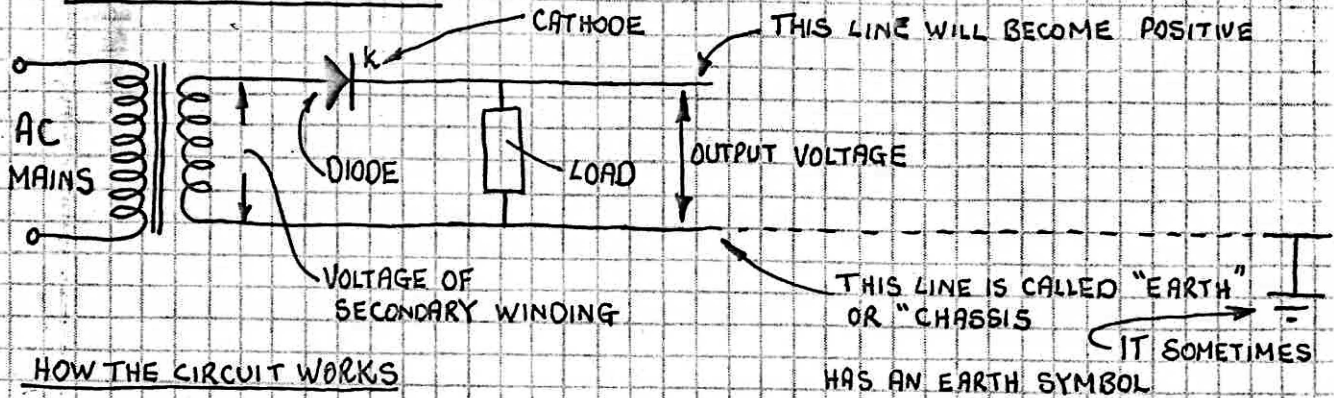 CATHODE
THIS LINE WILL BECOME POSITIVE
K
AC
MAINS
DIODE
LOAD
OUTPUT VOLTAGE
VOLTAGE OF
SECONDARY WINDING
THIS LINE IS CALLED "EARTH"
OR "CHASSIS
IT SOMETIMES
HAS AN EARTH SYMBOL
HOW THE CIRCUIT WORKS